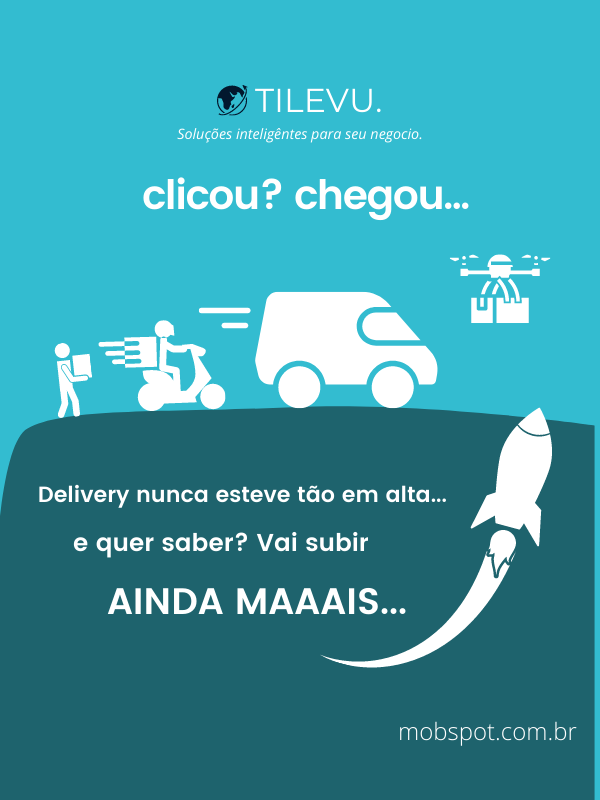 TILEVU.
Soluções inteligêntes para seu negocio.
clicou? chegou...
Delivery nunca esteve tão em alta...
e quer saber? Vai subir
AINDA MAAAIS...
mobspot.com.br